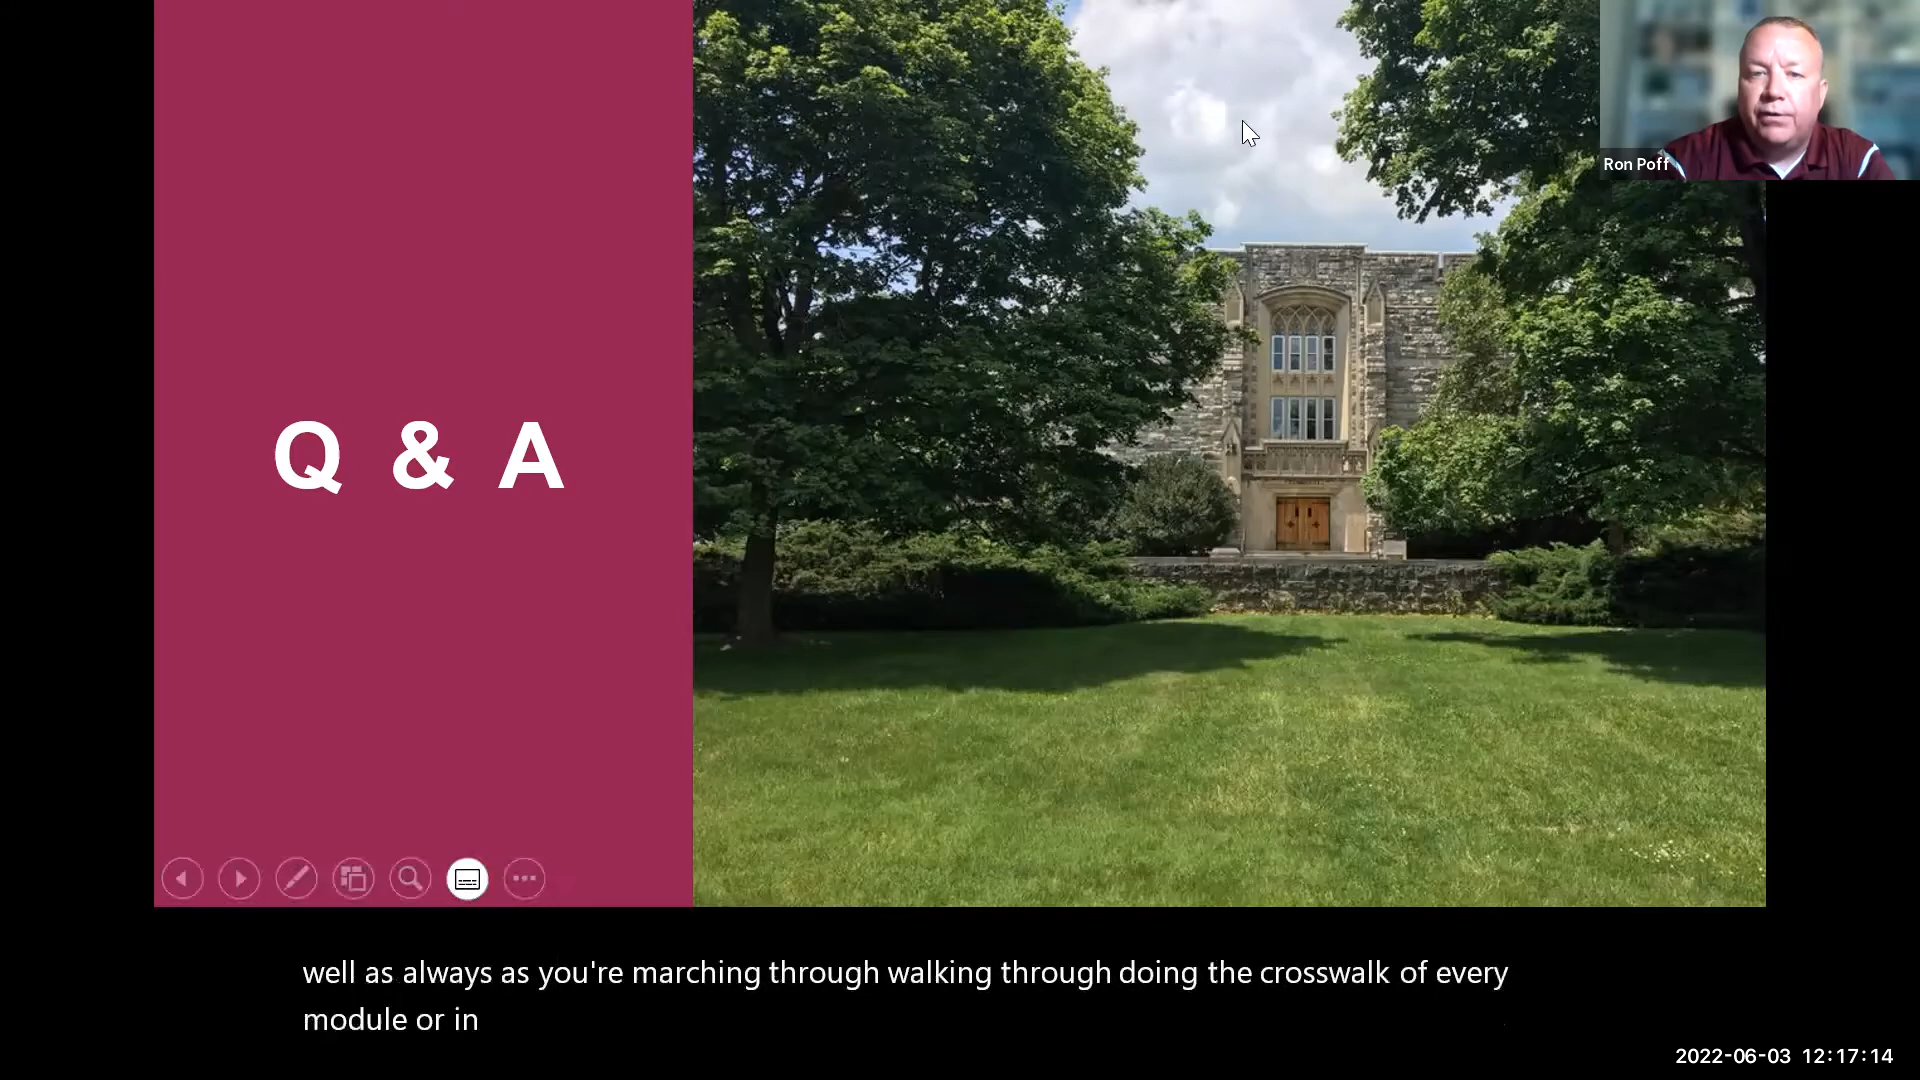 Ron Poff
Q & A
well as always as you're marching through walking through doing the crosswalk of every
module or in
2022-06-03 12:17:14